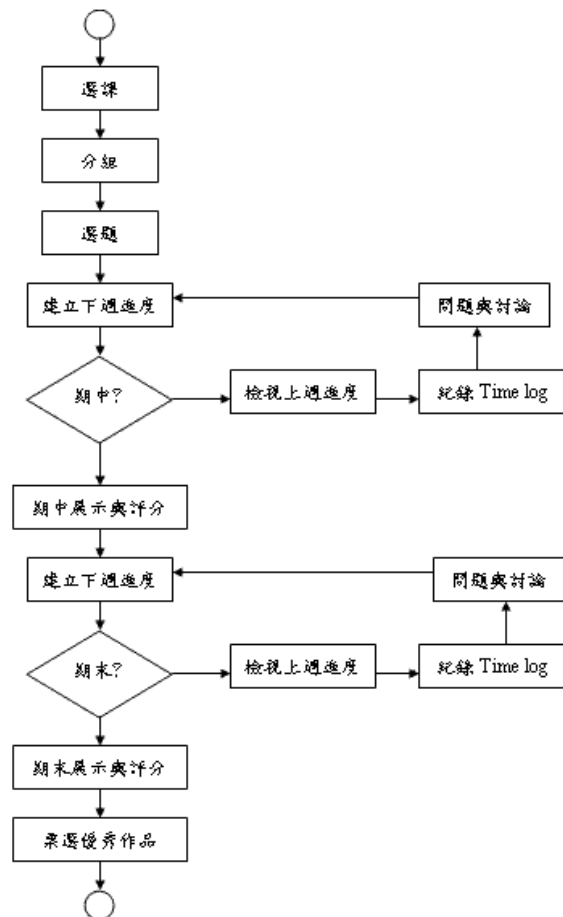 選課
分組
選題
建立下週進度
問題與討論
期中?
檢視上週進度
紀錄 Time log
期中展示與評分
建立下週進度
問題與討論
期末?
檢視上週進度
紀錄 Time log
期末展示與評分
票選優秀作品